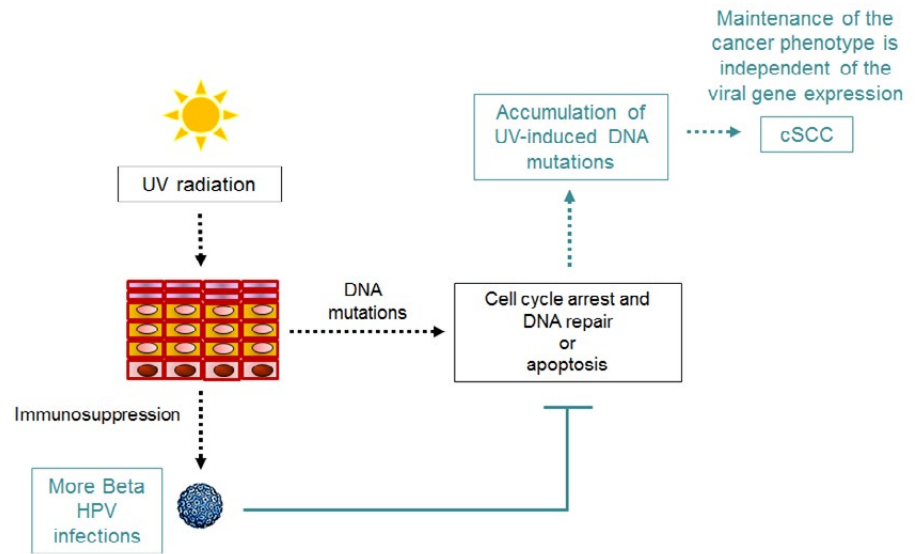 Maintenance of the
cancer phenotype is
independent of the
viral gene expression
Accumulation of
UV-induced DNA
mutations
cSCC
UV radiation
DNA
mutations
Cell cycle arrest and
DNA repair
or
apoptosis
Immunosuppression
More Beta
HPV
infections